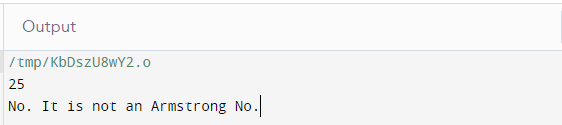 Output
/tmp/KbDszU8wY2.o
25
No. It is not an Armstrong No.